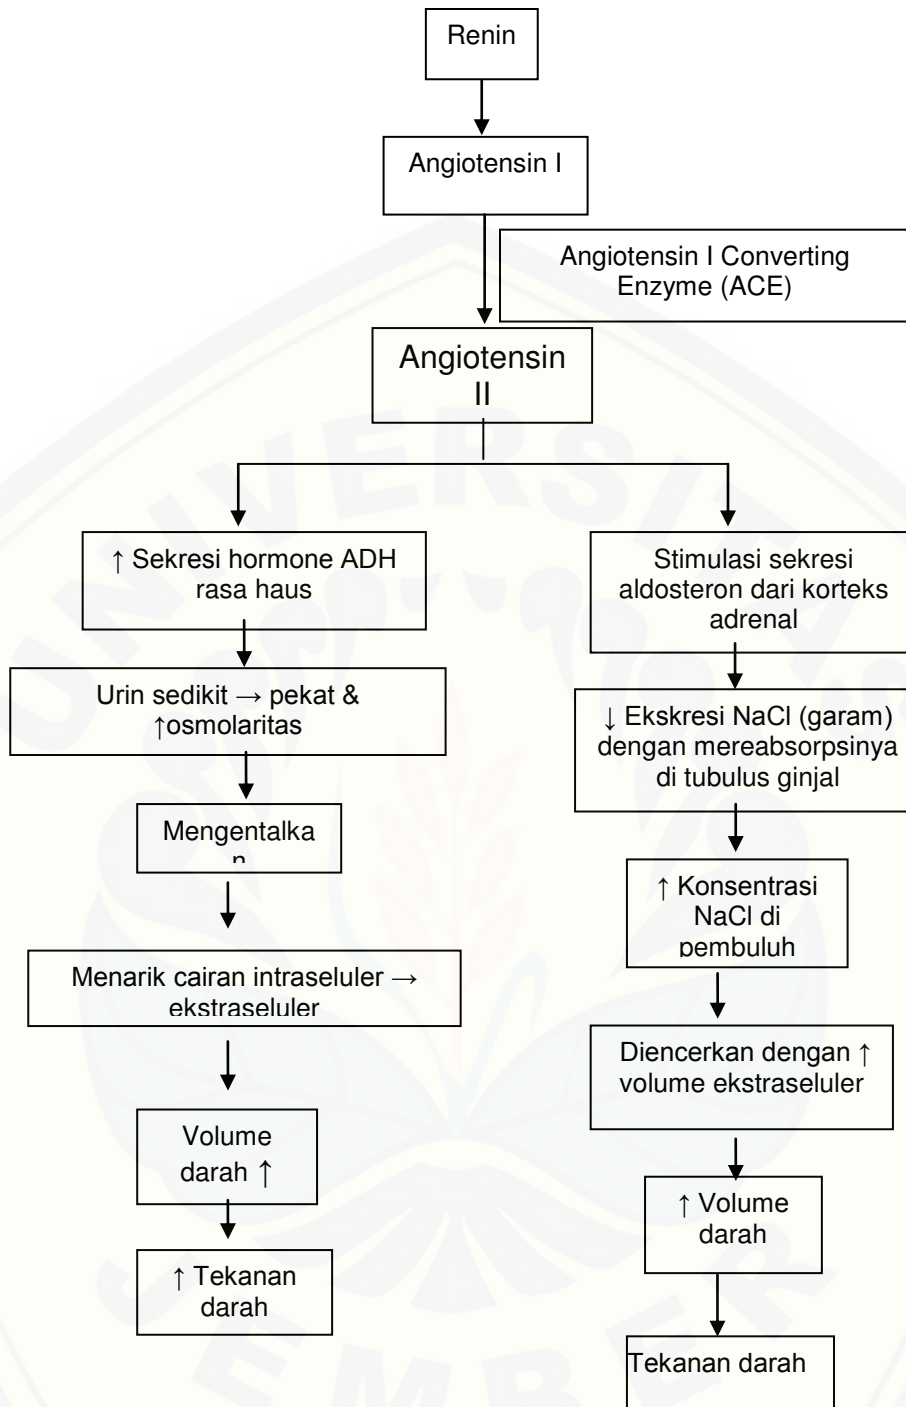 Renin
Angiotensin I
Angiotensin I Converting
Enzyme (ACE)
Angiotensin
II
↑ Sekresi hormone ADH
rasa haus
Urin sedikit → pekat &
↑osmolaritas
Mengentalka
n
Menarik cairan intraseluler →
ekstraseluler
Volume
darah ↑
↑ Tekanan
darah
Stimulasi sekresi
aldosteron dari korteks
adrenal
↓ Ekskresi NaCl (garam)
dengan mereabsorpsinya
di tubulus ginjal
↑ Konsentrasi
NaCl di
pembuluh
Diencerkan dengan ↑
volume ekstraseluler
↑ Volume
darah
Tekanan darah
UNIVERSITAS
JEMBER